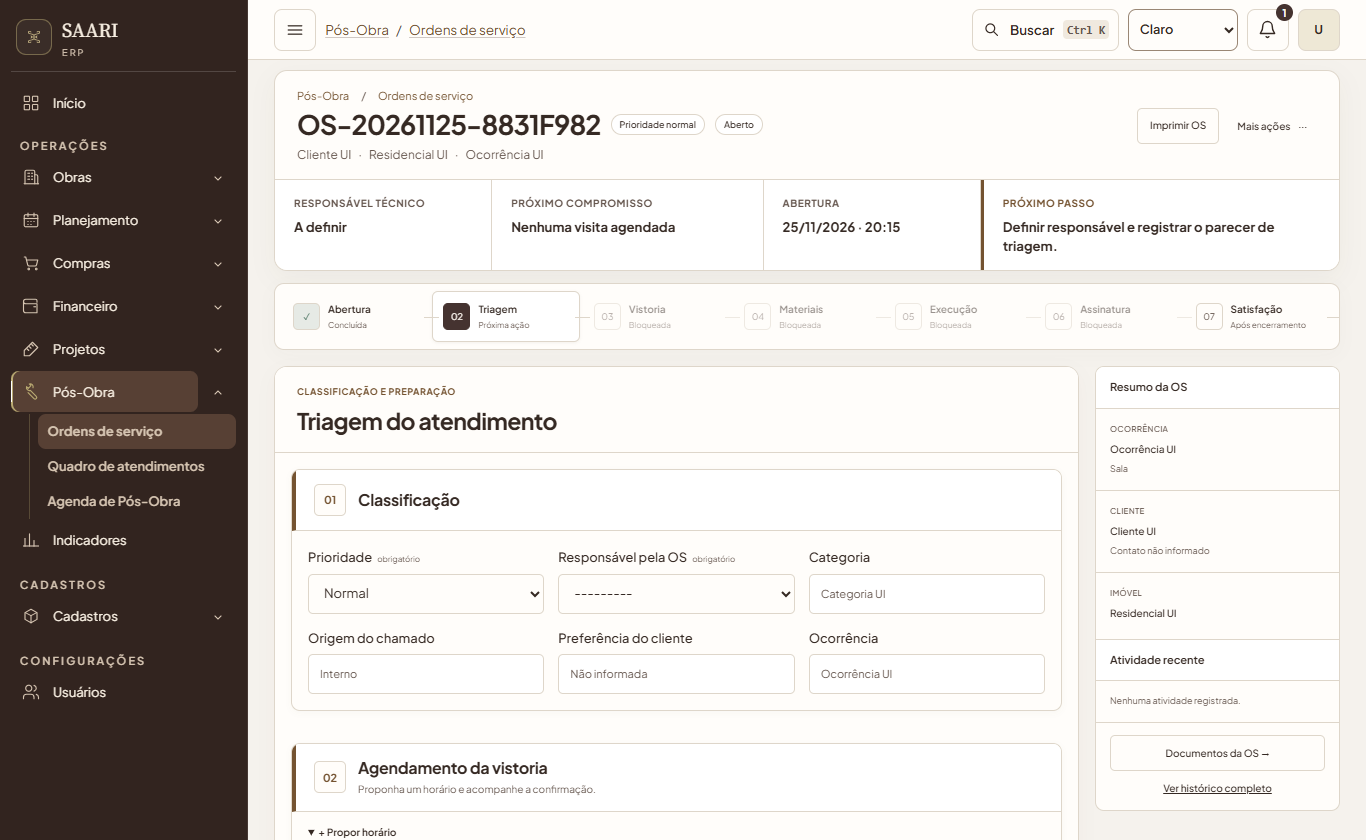 SAARI
ERP
Início
OPERAÇÕES
Obras
Planejamento
Compras
Financeiro
Projetos
Pós-Obra
Ordens de serviço
Quadro de atendimentos
Agenda de Pós-Obra
Indicadores
CADASTROS
Cadastros
CONFIGURAÇÕES
Usuários
Pós-Obra / Ordens de serviço
Buscar Ctrl K
Claro
1
U
Pós-Obra / Ordens de serviço
OS-20261125-8831F982 Prioridade normal Aberto
Cliente UI · Residencial UI · Ocorrência UI
Imprimir OS
Mais ações ...
RESPONSÁVEL TÉCNICO
A definir
PRÓXIMO COMPROMISSO
Nenhuma visita agendada
ABERTURA
25/11/2026 · 20:15
PRÓXIMO PASSO
Definir responsável e registrar o parecer de
triagem.
✓ Abertura
Concluída
02 Triagem
Próxima ação
03 Vistoria
Bloqueada
04 Materiais
Bloqueada
05 Execução
Bloqueada
06 Assinatura
Bloqueada
07 Satisfação
Após encerramento
CLASSIFICAÇÃO E PREPARAÇÃO
Triagem do atendimento
01 Classificação
Prioridade obrigatório
Normal
Responsável pela OS obrigatório
---------
Categoria
Categoria UI
Origem do chamado
Interno
Preferência do cliente
Não informada
Ocorrência
Ocorrência UI
02 Agendamento da vistoria
Proponha um horário e acompanhe a confirmação.
▼ + Propor horário
Resumo da OS
OCORRÊNCIA
Ocorrência UI
Sala
CLIENTE
Cliente UI
Contato não informado
IMÓVEL
Residencial UI
Atividade recente
Nenhuma atividade registrada.
Documentos da OS →
Ver histórico completo